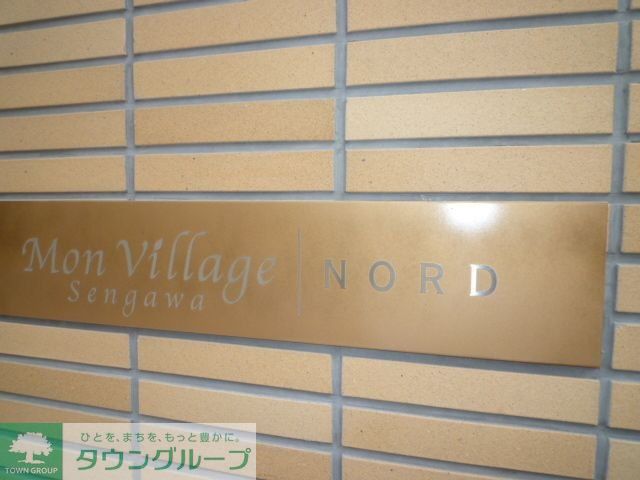 Mon Village
Sengawa
NORD
ひとを、まちを、もっと豊かに。
タウングループ
TOWN GROUP